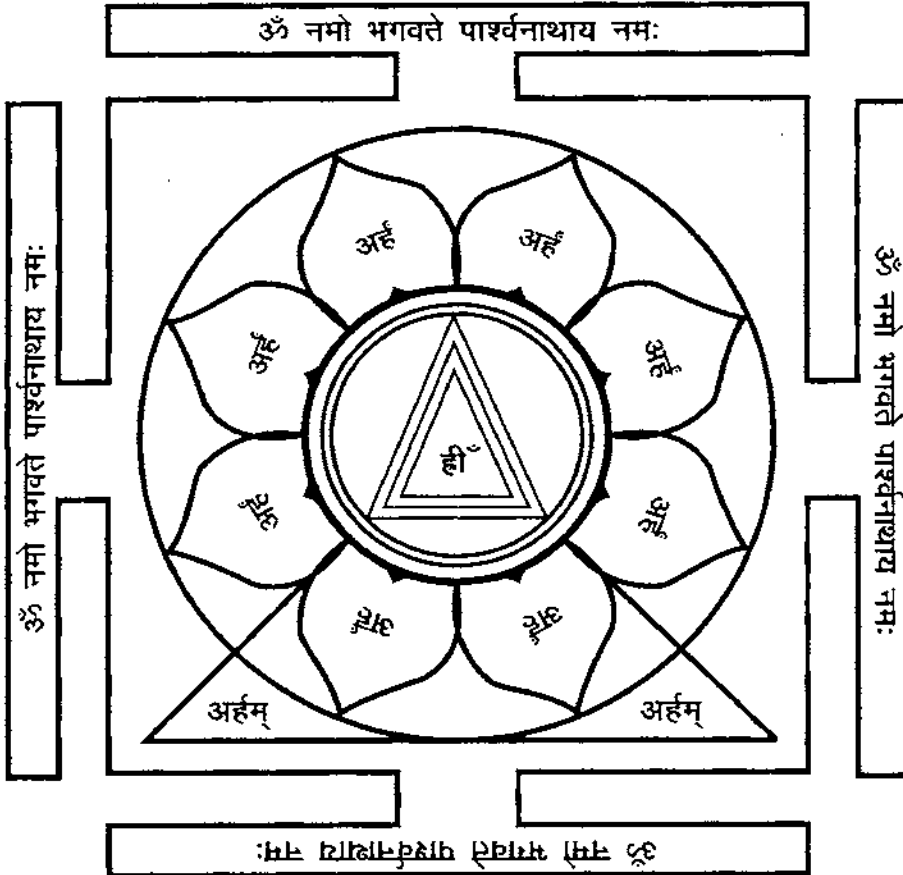 ॐ नमो भगवते पार्श्वनाथाय नमः
ॐ नमो भगवते पार्श्वनाथाय नमः
ॐ नमो भगवते पार्श्वनाथाय नमः
अर्हं
अर्हं
अर्हं
अर्हं
अर्हं
अर्हं
अर्हं
अर्हं
ह्रीँ
अर्हम्
अर्हम्
ॐ नमो भगवते पार्श्वनाथाय नमः